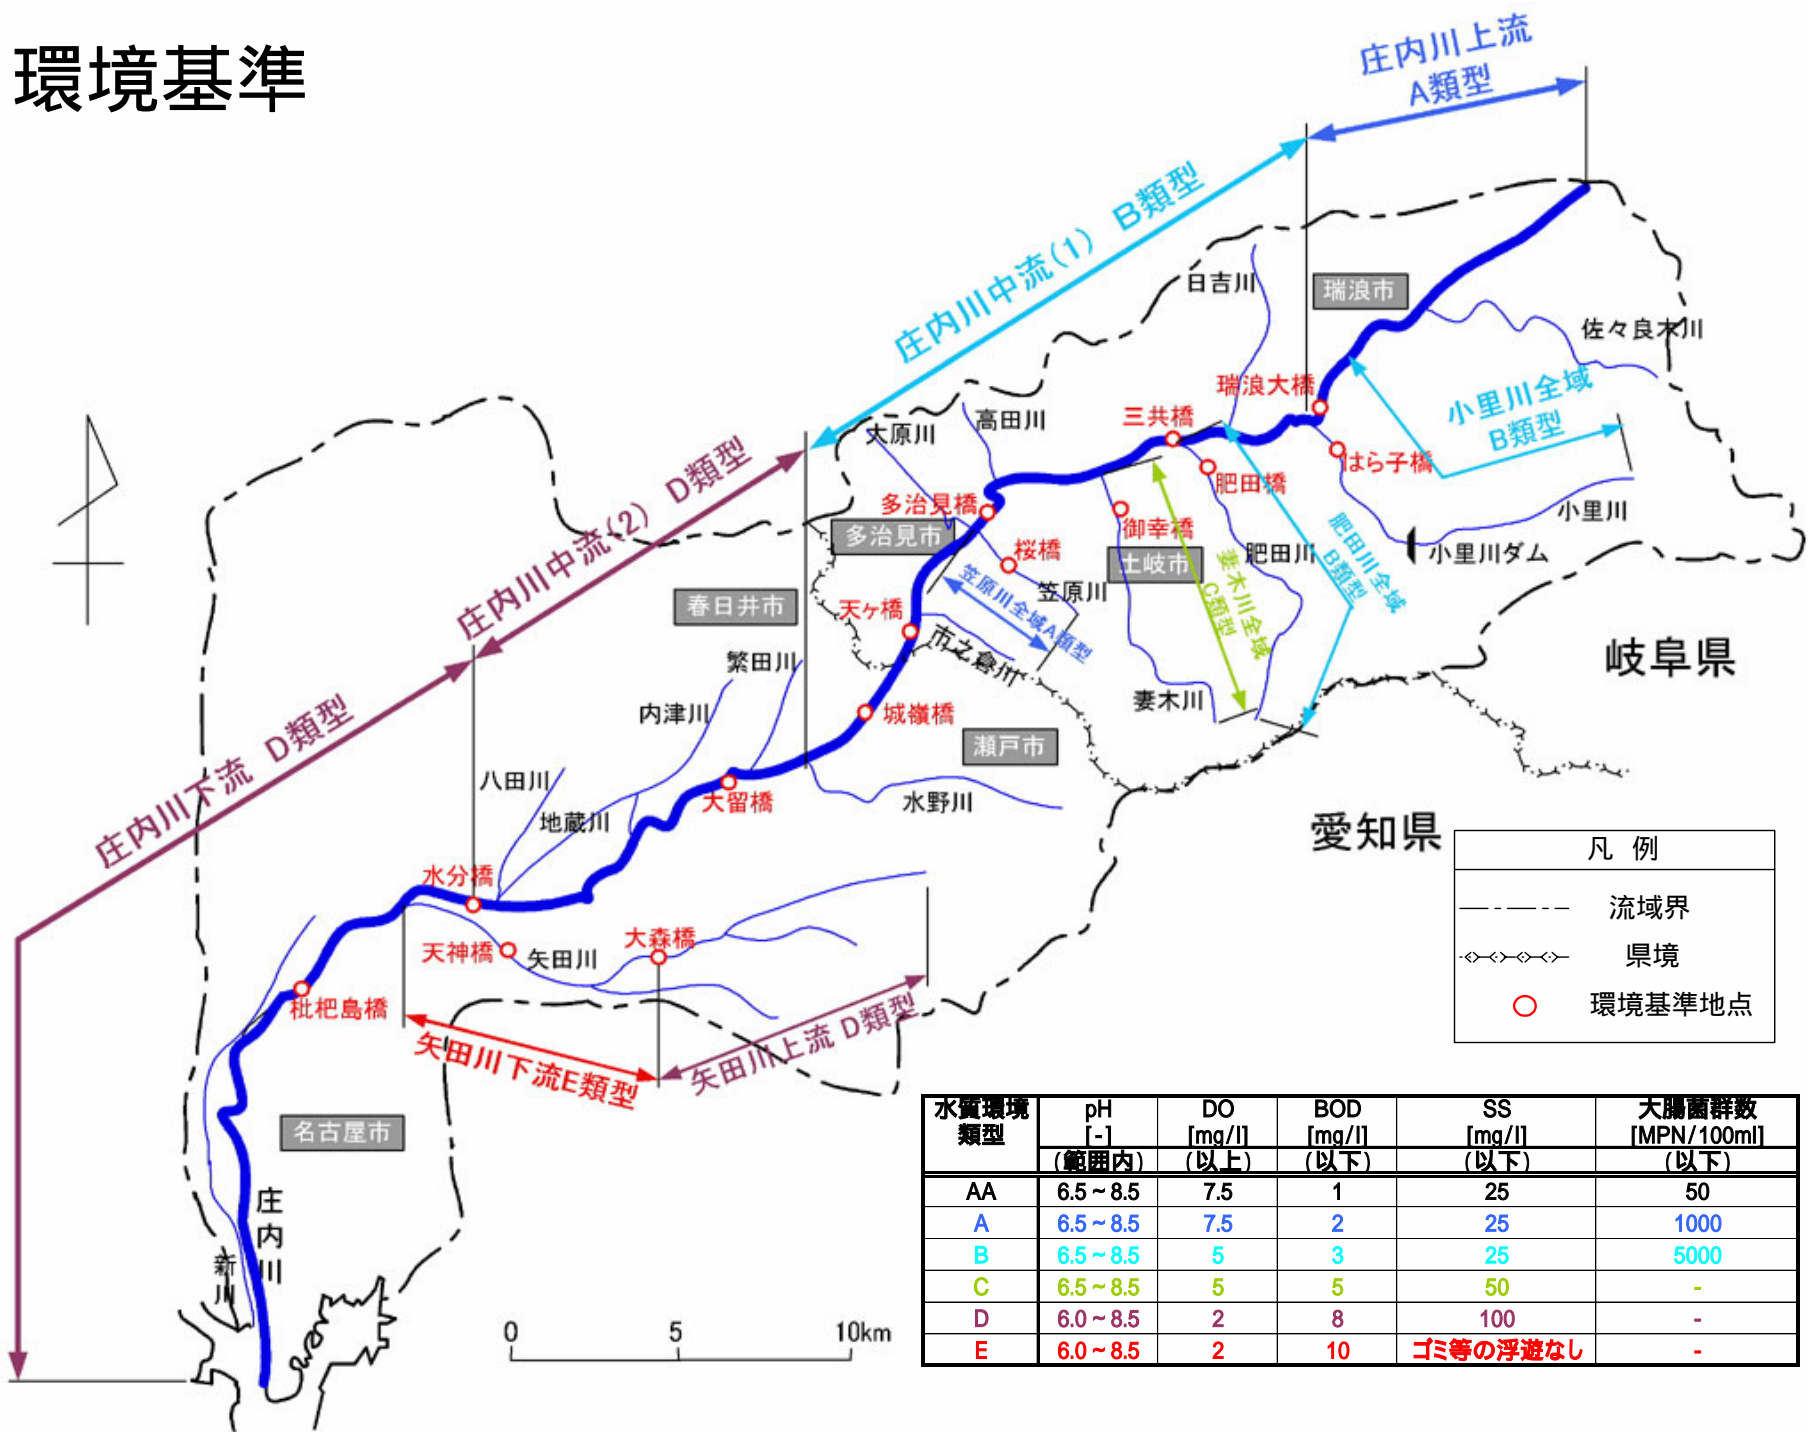 環境基準
庄内川上流
A類型
庄内川中流(1) B類型
庄内川中流(2) D類型
庄内川下流 D類型
日吉川
瑞浪市
佐々良木川
瑞浪大橋
小里川全域
B類型
三共橋
高田川
大原川
はら子橋
肥田橋
多治見橋
多治見市
御幸橋
小里川
桜橋
土岐市
肥田川
小里川ダム
肥田川全域
B類型
妻木川全域
C類型
笠原川
笠原川全域A類型
春日井市
天ヶ橋
市之倉川
繁田川
岐阜県
内津川
妻木川
城嶺橋
瀬戸市
八田川
大留橋
水野川
地蔵川
愛知県
水分橋
天神橋
矢田川
大森橋
枇杷島橋
矢田川下流E類型
矢田川上流 D類型
名古屋市
庄内川
新川
0 5 10km
凡 例
流域界
県境
環境基準地点
水質環境類型 pH [-] (範囲内) DO [mg/l] (以上) BOD [mg/l] (以下) SS [mg/l] (以下) 大腸菌群数 [MPN/100ml] (以下)
AA 6.5~8.5 7.5 1 25 50
A 6.5~8.5 7.5 2 25 1000
B 6.5~8.5 5 3 25 5000
C 6.5~8.5 5 5 50 -
D 6.0~8.5 2 8 100 -
E 6.0~8.5 2 10 ゴミ等の浮遊なし -